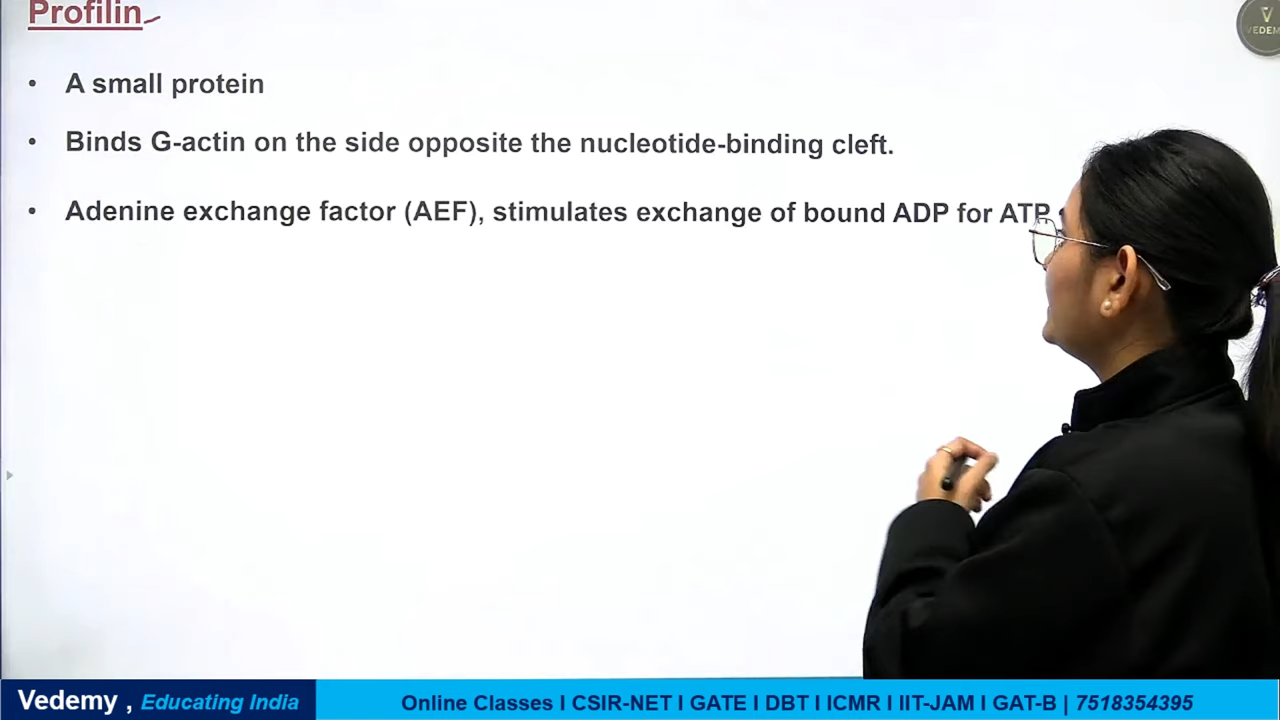 Profilin
V
VEDEM
• A small protein
• Binds G-actin on the side opposite the nucleotide-binding cleft.
• Adenine exchange factor (AEF), stimulates exchange of bound ADP for ATP
Vedemy , Educating India
Online Classes I CSIR-NET I GATE I DBT I ICMR I IIT-JAM I GAT-B | 7518354395